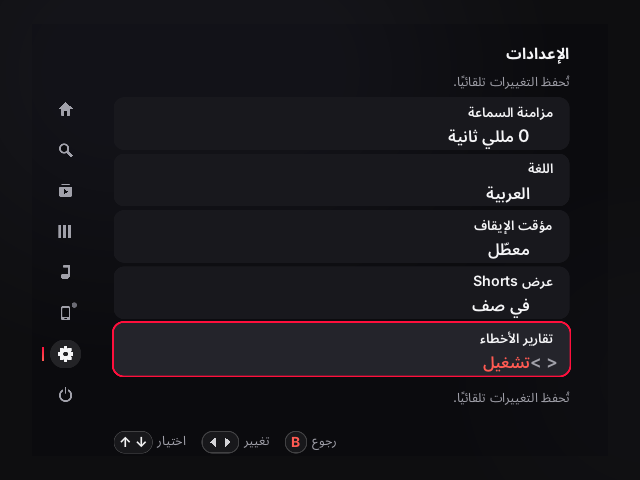 الإعدادات
تُحفظ التغييرات تلقائيًا.
مزامنة السماعة
0 مللي ثانية
اللغة
العربية
مؤقت الإيقاف
معطّل
عرض Shorts
في صف
تقارير الأخطاء
< >تشغيل
تُحفظ التغييرات تلقائيًا.
رجوع B تغيير اختيار